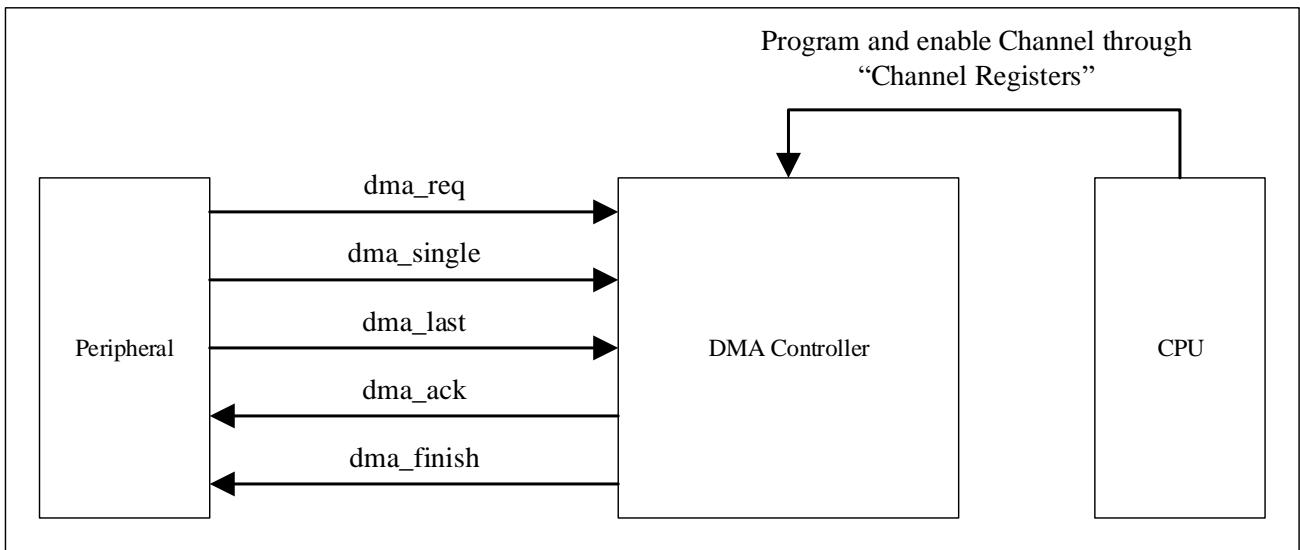 Program and enable Channel through
“Channel Registers”
dma_req
dma_single
dma_last
Peripheral
DMA Controller
CPU
dma_ack
dma_finish